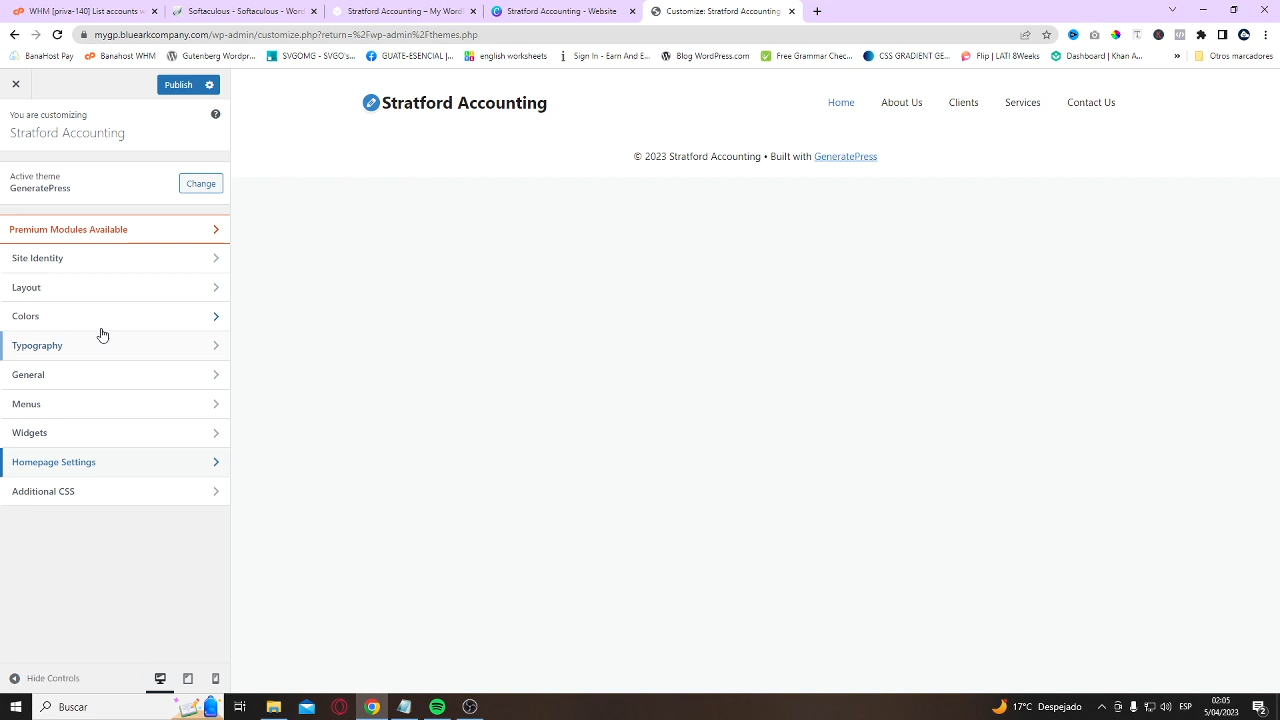 WHM [priva-140] List accounts w
Softaculous - Softaculous - Word
Stratford Accounting – My Word
Stratford Accounting - Website
Customize: Stratford Accounting
mygp.blueark company.com/wp-admin/customize.php?return=%2Fwp-admin%2Fthemes.php
BanaHost Pay
Banahost WHM
Gutenberg Wordpr...
SVGOMG - SVGO's...
GUATE-ESENCIAL |...
english worksheets
Sign In - Earn And E...
Blog WordPress.com
Free Grammar Chec...
CSS GRADIENT GE...
Flip | LATI 8Weeks
Dashboard | Khan A...
»
Otros marcadores
Publish
You are customizing
Stratford Accounting
Active theme
GeneratePress
Change
Premium Modules Available
Site Identity
Layout
Colors
Typography
General
Menus
Widgets
Homepage Settings
Additional CSS
Hide Controls
Stratford Accounting
Home
About Us
Clients
Services
Contact Us
© 2023 Stratford Accounting • Built with GeneratePress
Buscar
17°C Despejado
ESP
02:05
5/04/2023
2